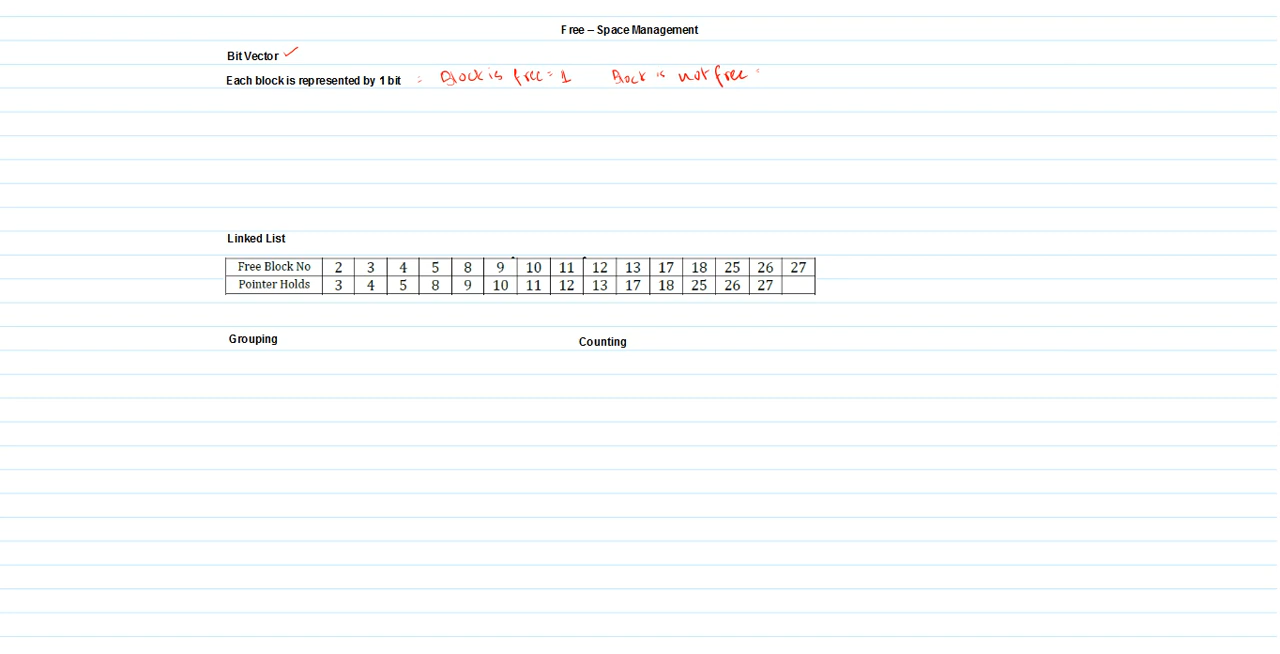 Free – Space Management
Bit Vector
Each block is represented by 1 bit = Block is free = 1 Block is not free =
Linked List
Free Block No 2 3 4 5 8 9 10 11 12 13 17 18 25 26 27
Pointer Holds 3 4 5 8 9 10 11 12 13 17 18 25 26 27
Grouping Counting